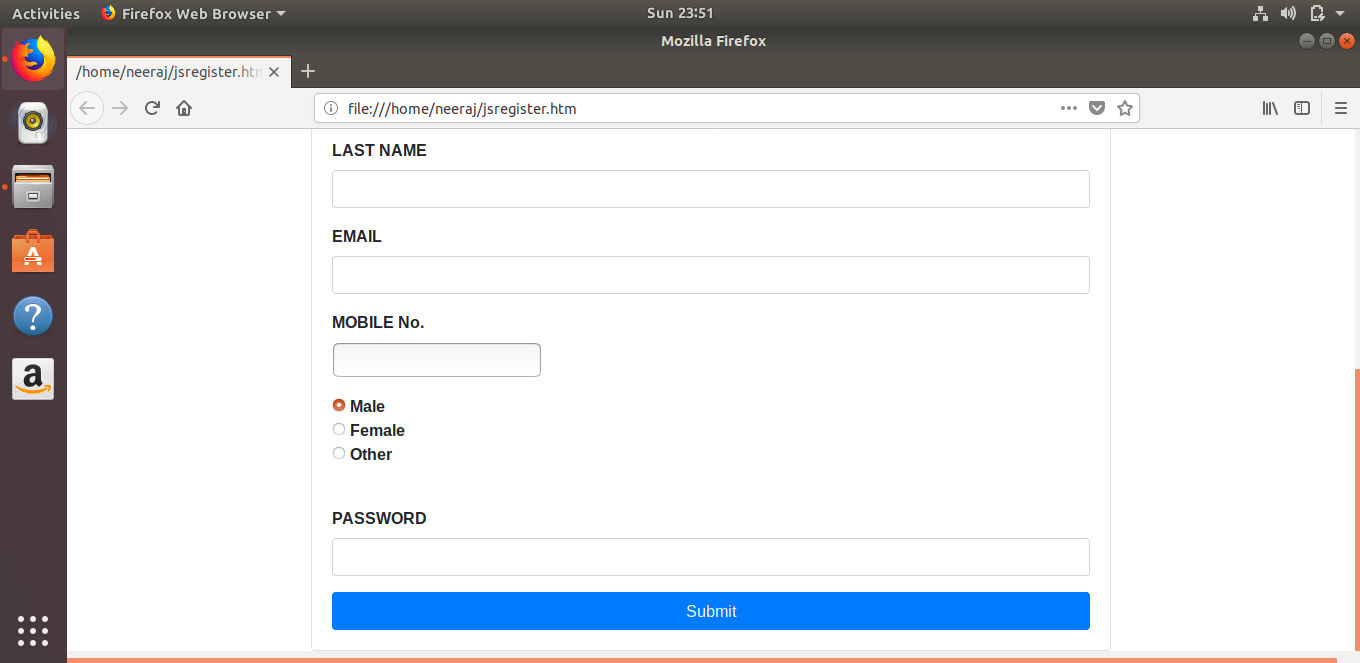 Activities Firefox Web Browser Sun 23:51
Mozilla Firefox
/home/neeraj/jsregister.htm
file:///home/neeraj/jsregister.htm
LAST NAME
EMAIL
MOBILE No.
Male
Female
Other
PASSWORD
Submit